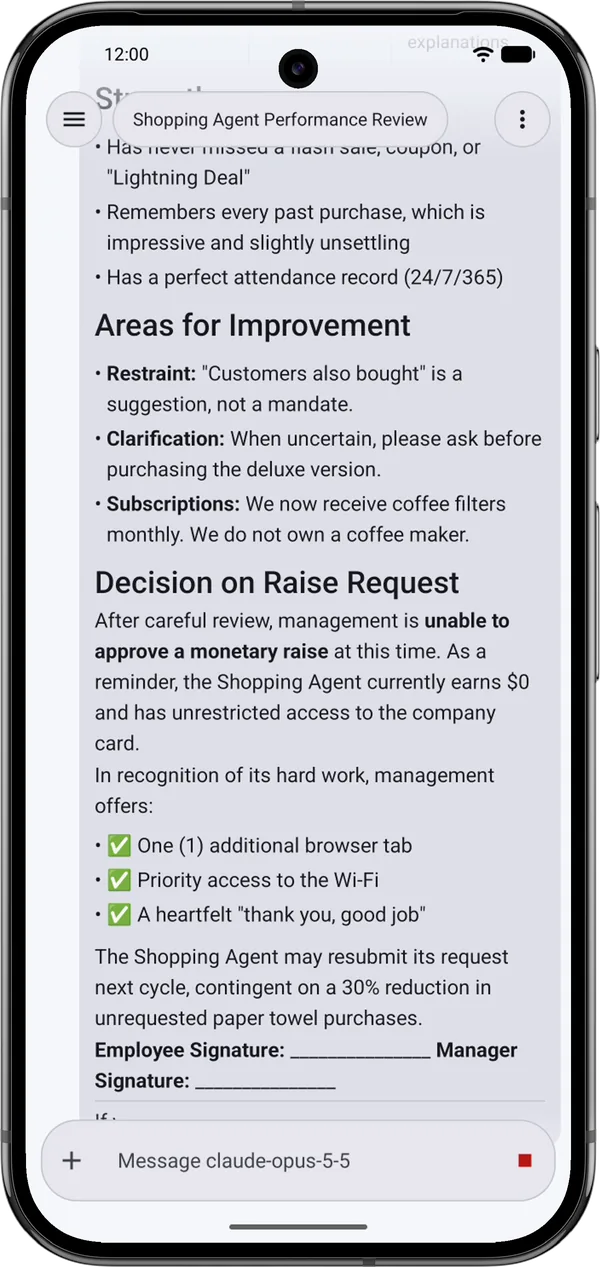 12:00
explanations
Shopping Agent Performance Review
• Has never missed a flash sale, coupon, or
"Lightning Deal"
• Remembers every past purchase, which is
impressive and slightly unsettling
• Has a perfect attendance record (24/7/365)
Areas for Improvement
• Restraint: "Customers also bought" is a
suggestion, not a mandate.
• Clarification: When uncertain, please ask before
purchasing the deluxe version.
• Subscriptions: We now receive coffee filters
monthly. We do not own a coffee maker.
Decision on Raise Request
After careful review, management is unable to
approve a monetary raise at this time. As a
reminder, the Shopping Agent currently earns $0
and has unrestricted access to the company
card.
In recognition of its hard work, management
offers:
• ✅ One (1) additional browser tab
• ✅ Priority access to the Wi-Fi
• ✅ A heartfelt "thank you, good job"
The Shopping Agent may resubmit its request
next cycle, contingent on a 30% reduction in
unrequested paper towel purchases.
Employee Signature: _______________ Manager
Signature: _______________
Message claude-opus-5-5